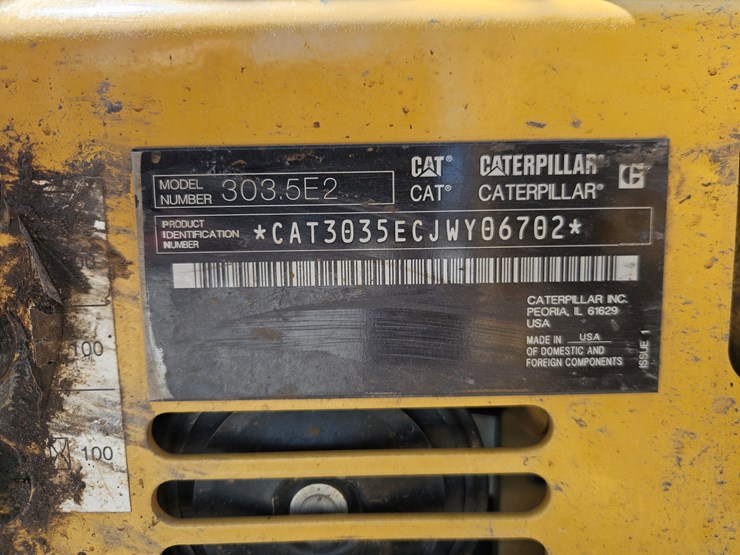 CAT® CATERPILLAR®
MODEL NUMBER 303.5E2
CAT® CATERPILLAR®
PRODUCT IDENTIFICATION NUMBER *CAT3035ECJWY06702*
CATERPILLAR INC.
PEORIA, IL 61629
USA
MADE IN USA
OF DOMESTIC AND
FOREIGN COMPONENTS
ISSUE 1
100
100